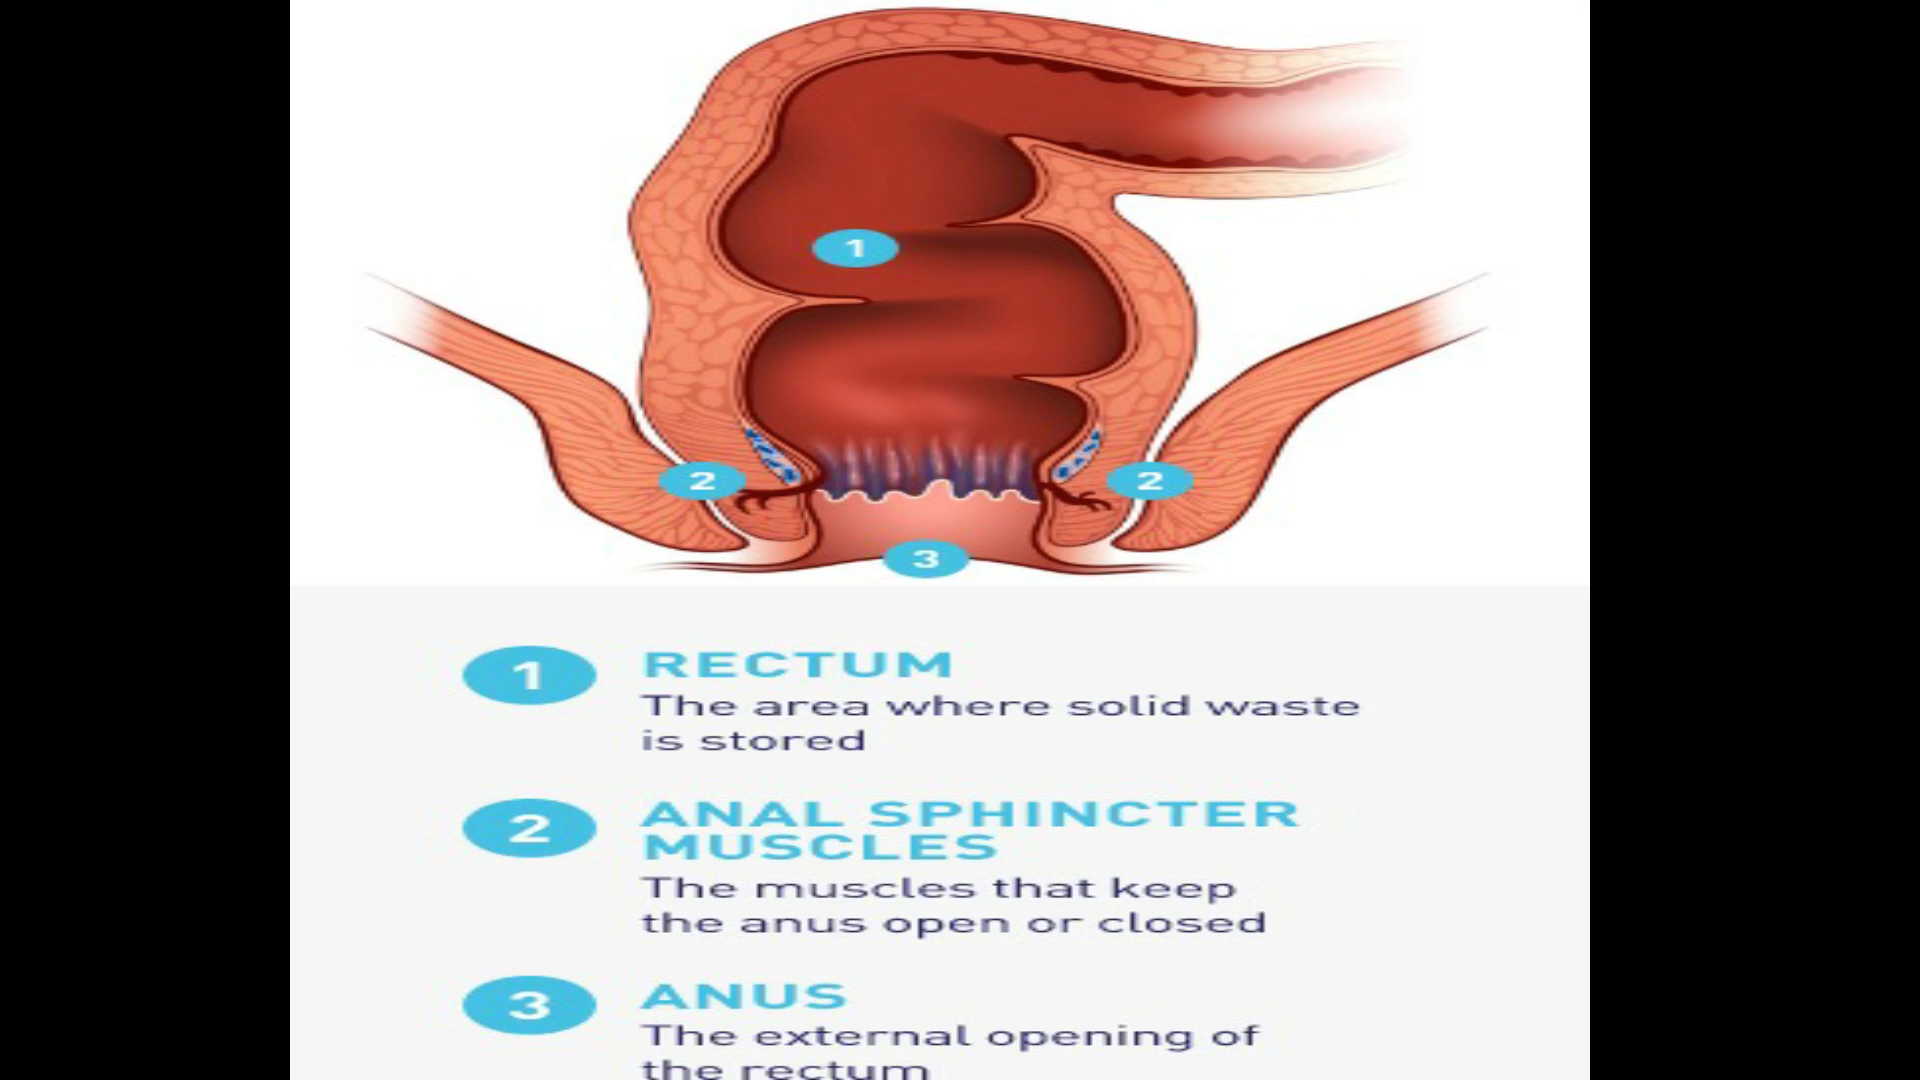 1
2
2
3
1 RECTUM
The area where solid waste
is stored
2 ANAL SPHINCTER
MUSCLES
The muscles that keep
the anus open or closed
3 ANUS
The external opening of
the rectum